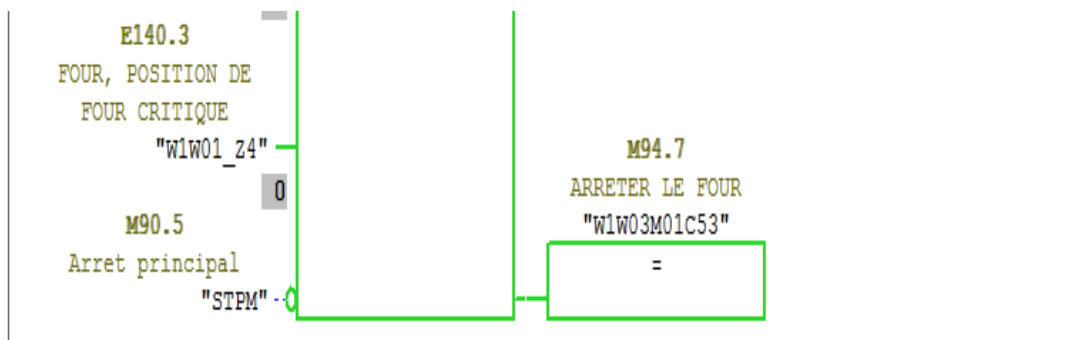 E140.3
FOUR, POSITION DE
FOUR CRITIQUE
"W1W01_Z4"
0
M90.5
Arret principal
"STPM"
M94.7
ARRETER LE FOUR
"W1W03M01C53"
=